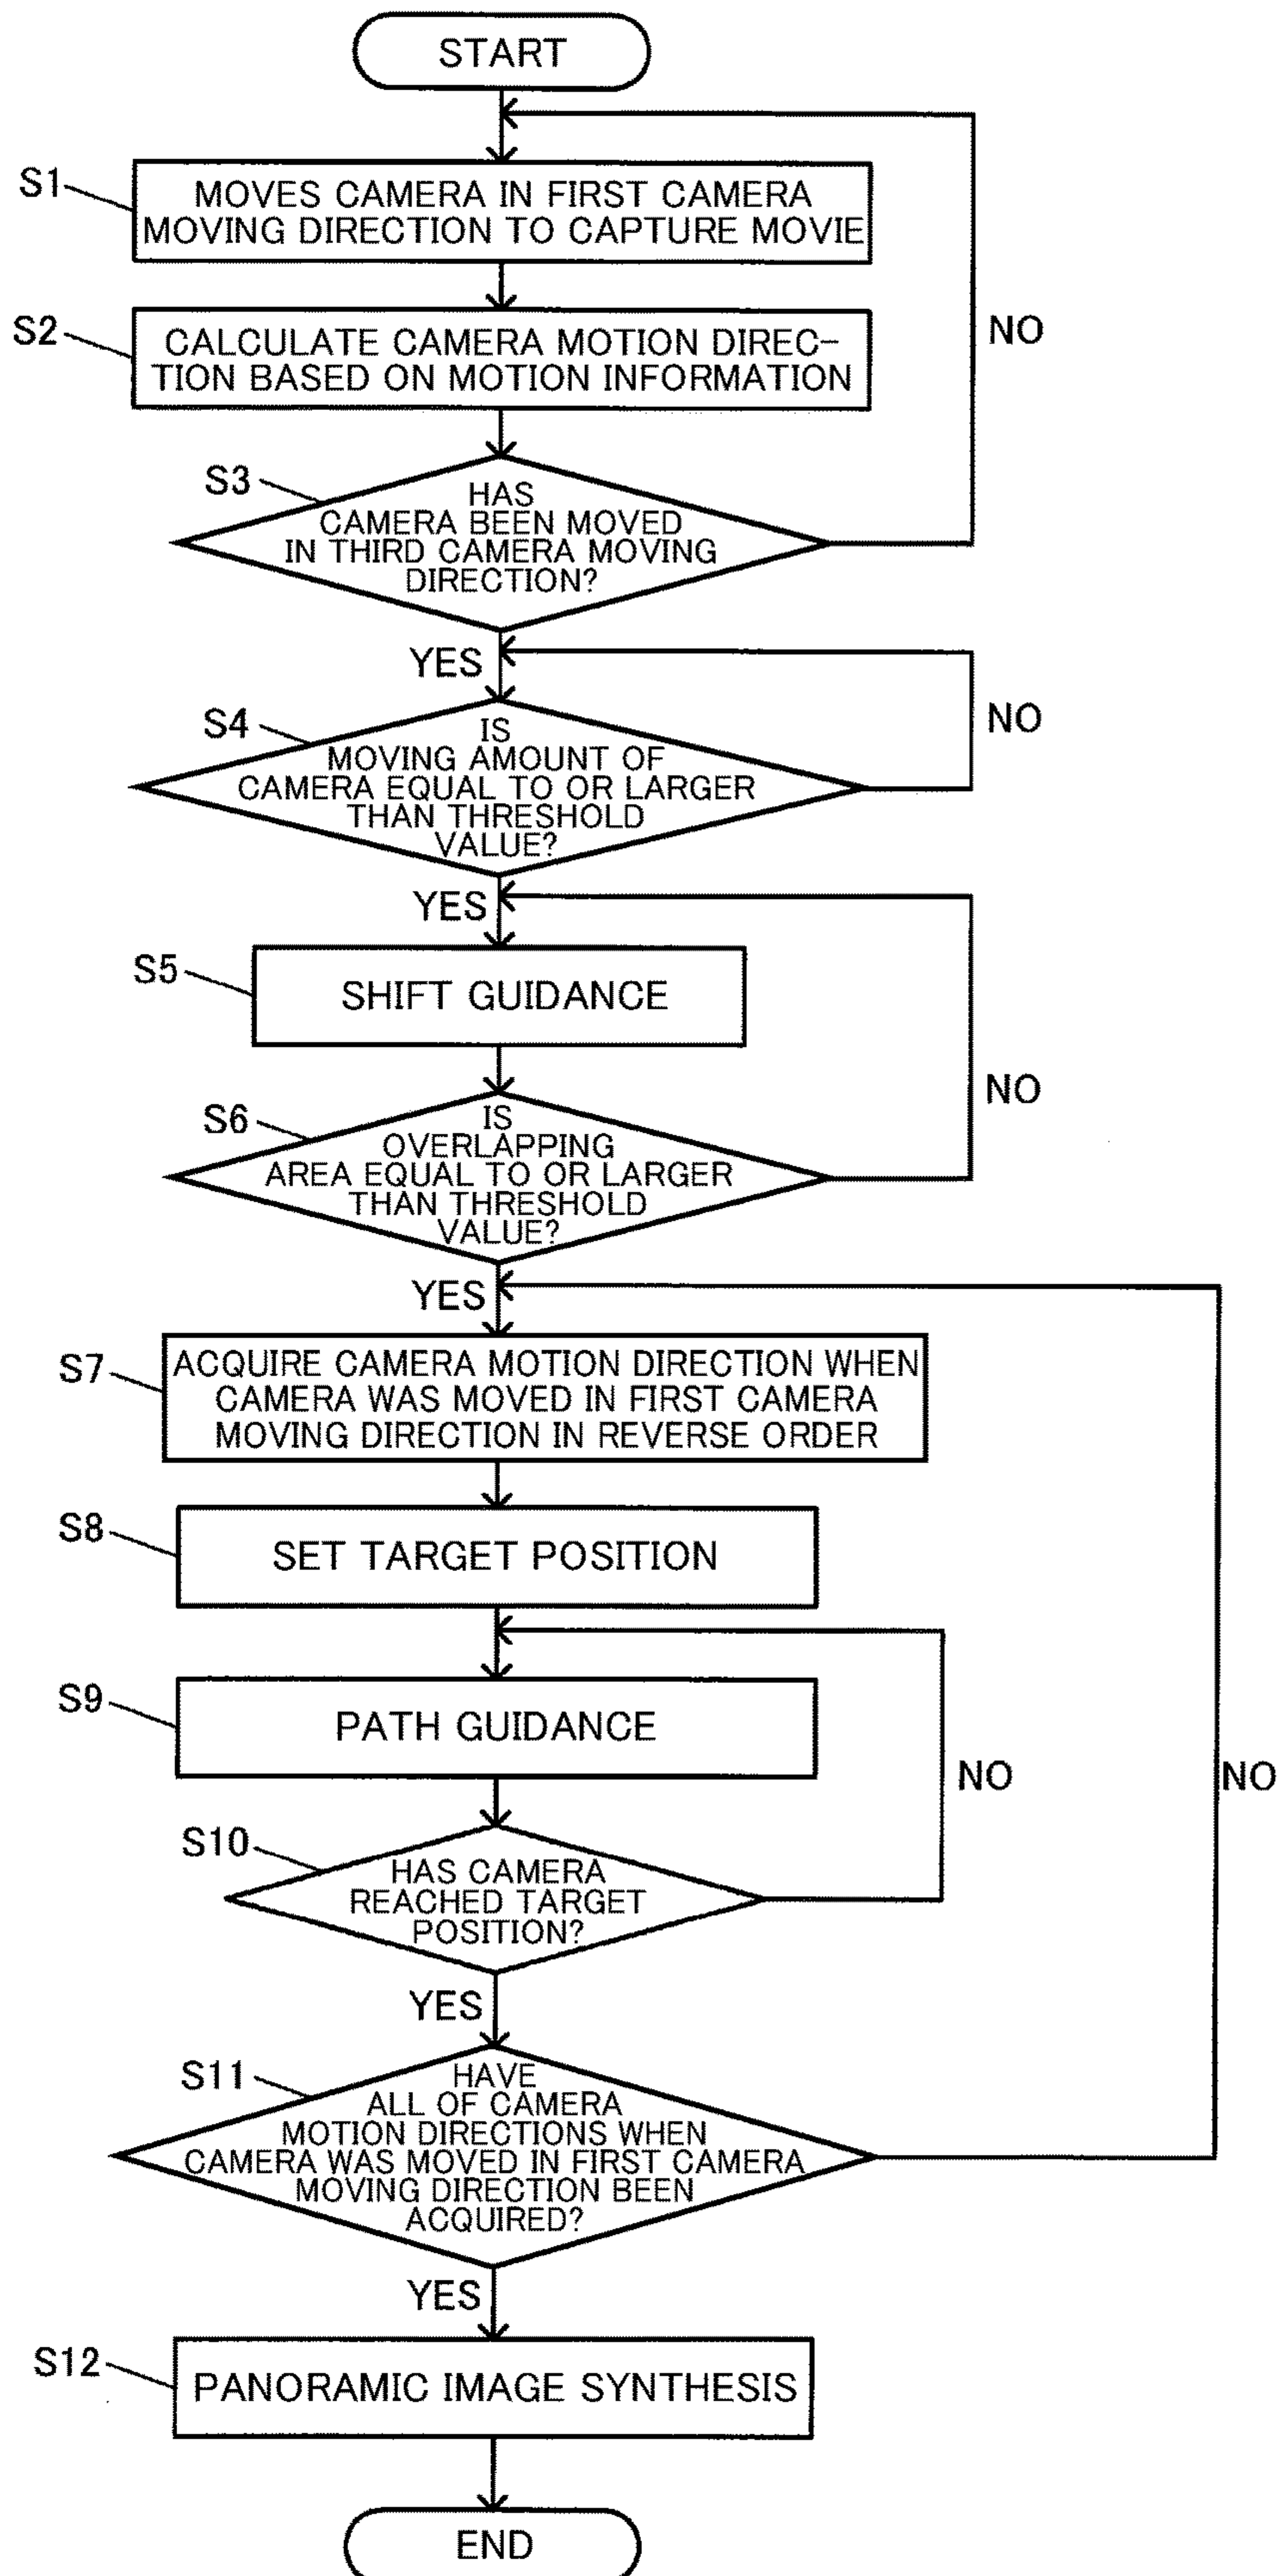 START
S1
MOVES CAMERA IN FIRST CAMERA
MOVING DIRECTION TO CAPTURE MOVIE
S2
CALCULATE CAMERA MOTION DIREC-
TION BASED ON MOTION INFORMATION
NO
S3
HAS
CAMERA BEEN MOVED
IN THIRD CAMERA MOVING
DIRECTION?
YES
NO
S4
IS
MOVING AMOUNT OF
CAMERA EQUAL TO OR LARGER
THAN THRESHOLD
VALUE?
YES
S5
SHIFT GUIDANCE
NO
S6
IS
OVERLAPPING
AREA EQUAL TO OR LARGER
THAN THRESHOLD
VALUE?
YES
S7
ACQUIRE CAMERA MOTION DIRECTION WHEN
CAMERA WAS MOVED IN FIRST CAMERA
MOVING DIRECTION IN REVERSE ORDER
S8
SET TARGET POSITION
S9
PATH GUIDANCE
NO
NO
S10
HAS CAMERA
REACHED TARGET
POSITION?
YES
S11
HAVE
ALL OF CAMERA
MOTION DIRECTIONS WHEN
CAMERA WAS MOVED IN FIRST CAMERA
MOVING DIRECTION BEEN
ACQUIRED?
YES
S12
PANORAMIC IMAGE SYNTHESIS
END